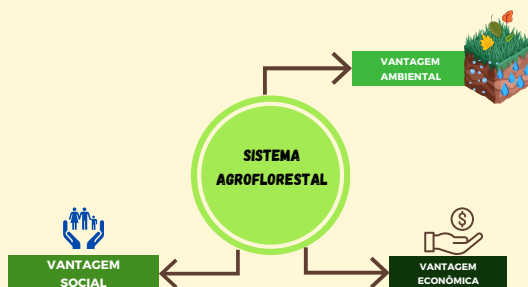 VANTAGEM
AMBIENTAL
SISTEMA
AGROFLORESTAL
VANTAGEM
SOCIAL
$
VANTAGEM
ECONÔMICA